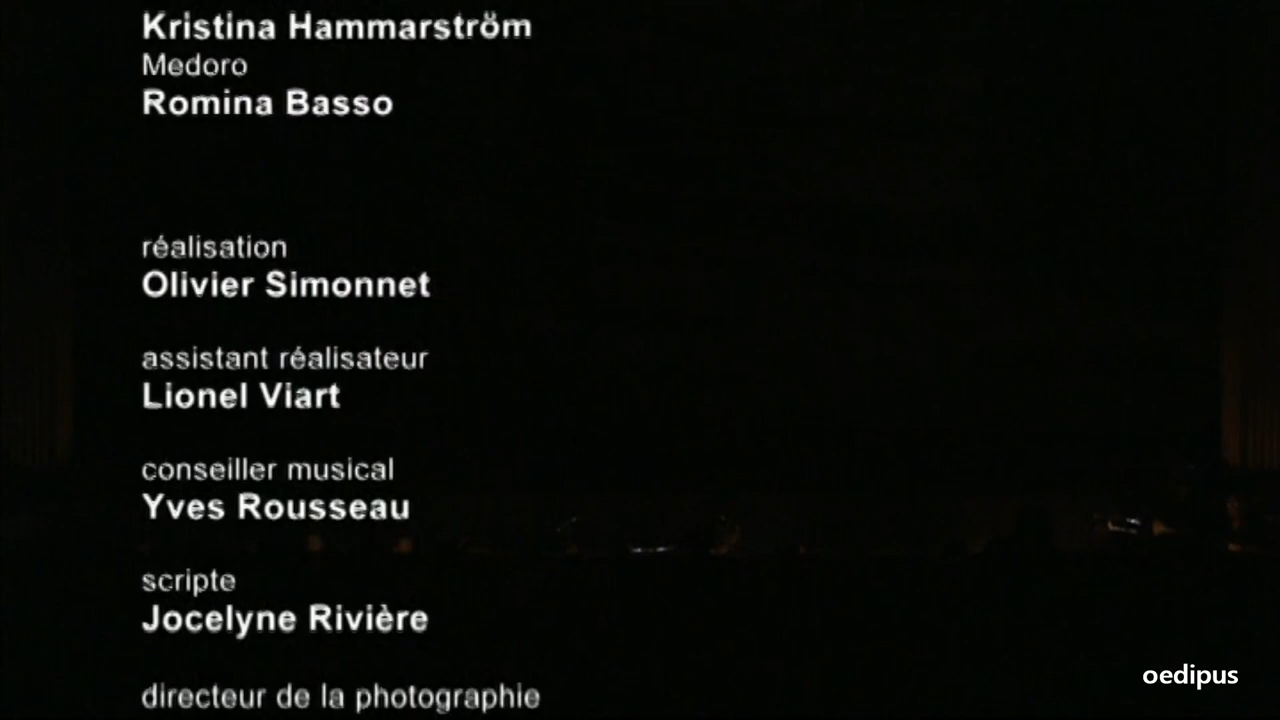 Kristina Hammarström
Medoro
Romina Basso
réalisation
Olivier Simonnet
assistant réalisateur
Lionel Viart
conseiller musical
Yves Rousseau
scripte
Jocelyne Rivière
directeur de la photographie
oedipus